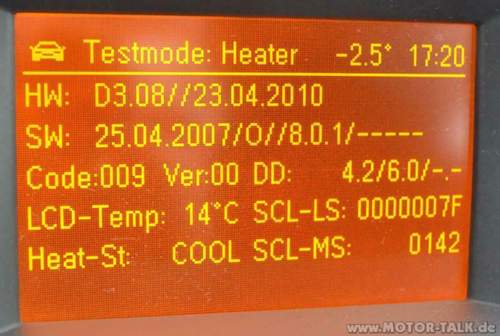 Testmode: Heater -2.5° 17:20
HW: D3.08//23.04.2010
SW: 25.04.2007/O//8.0.1/-----
Code:009 Ver:00 DD: 4.2/6.0/-.-
LCD-Temp: 14°C SCL-LS: 0000007F
Heat-St: COOL SCL-MS: 0142
www.MOTOR-TALK.de